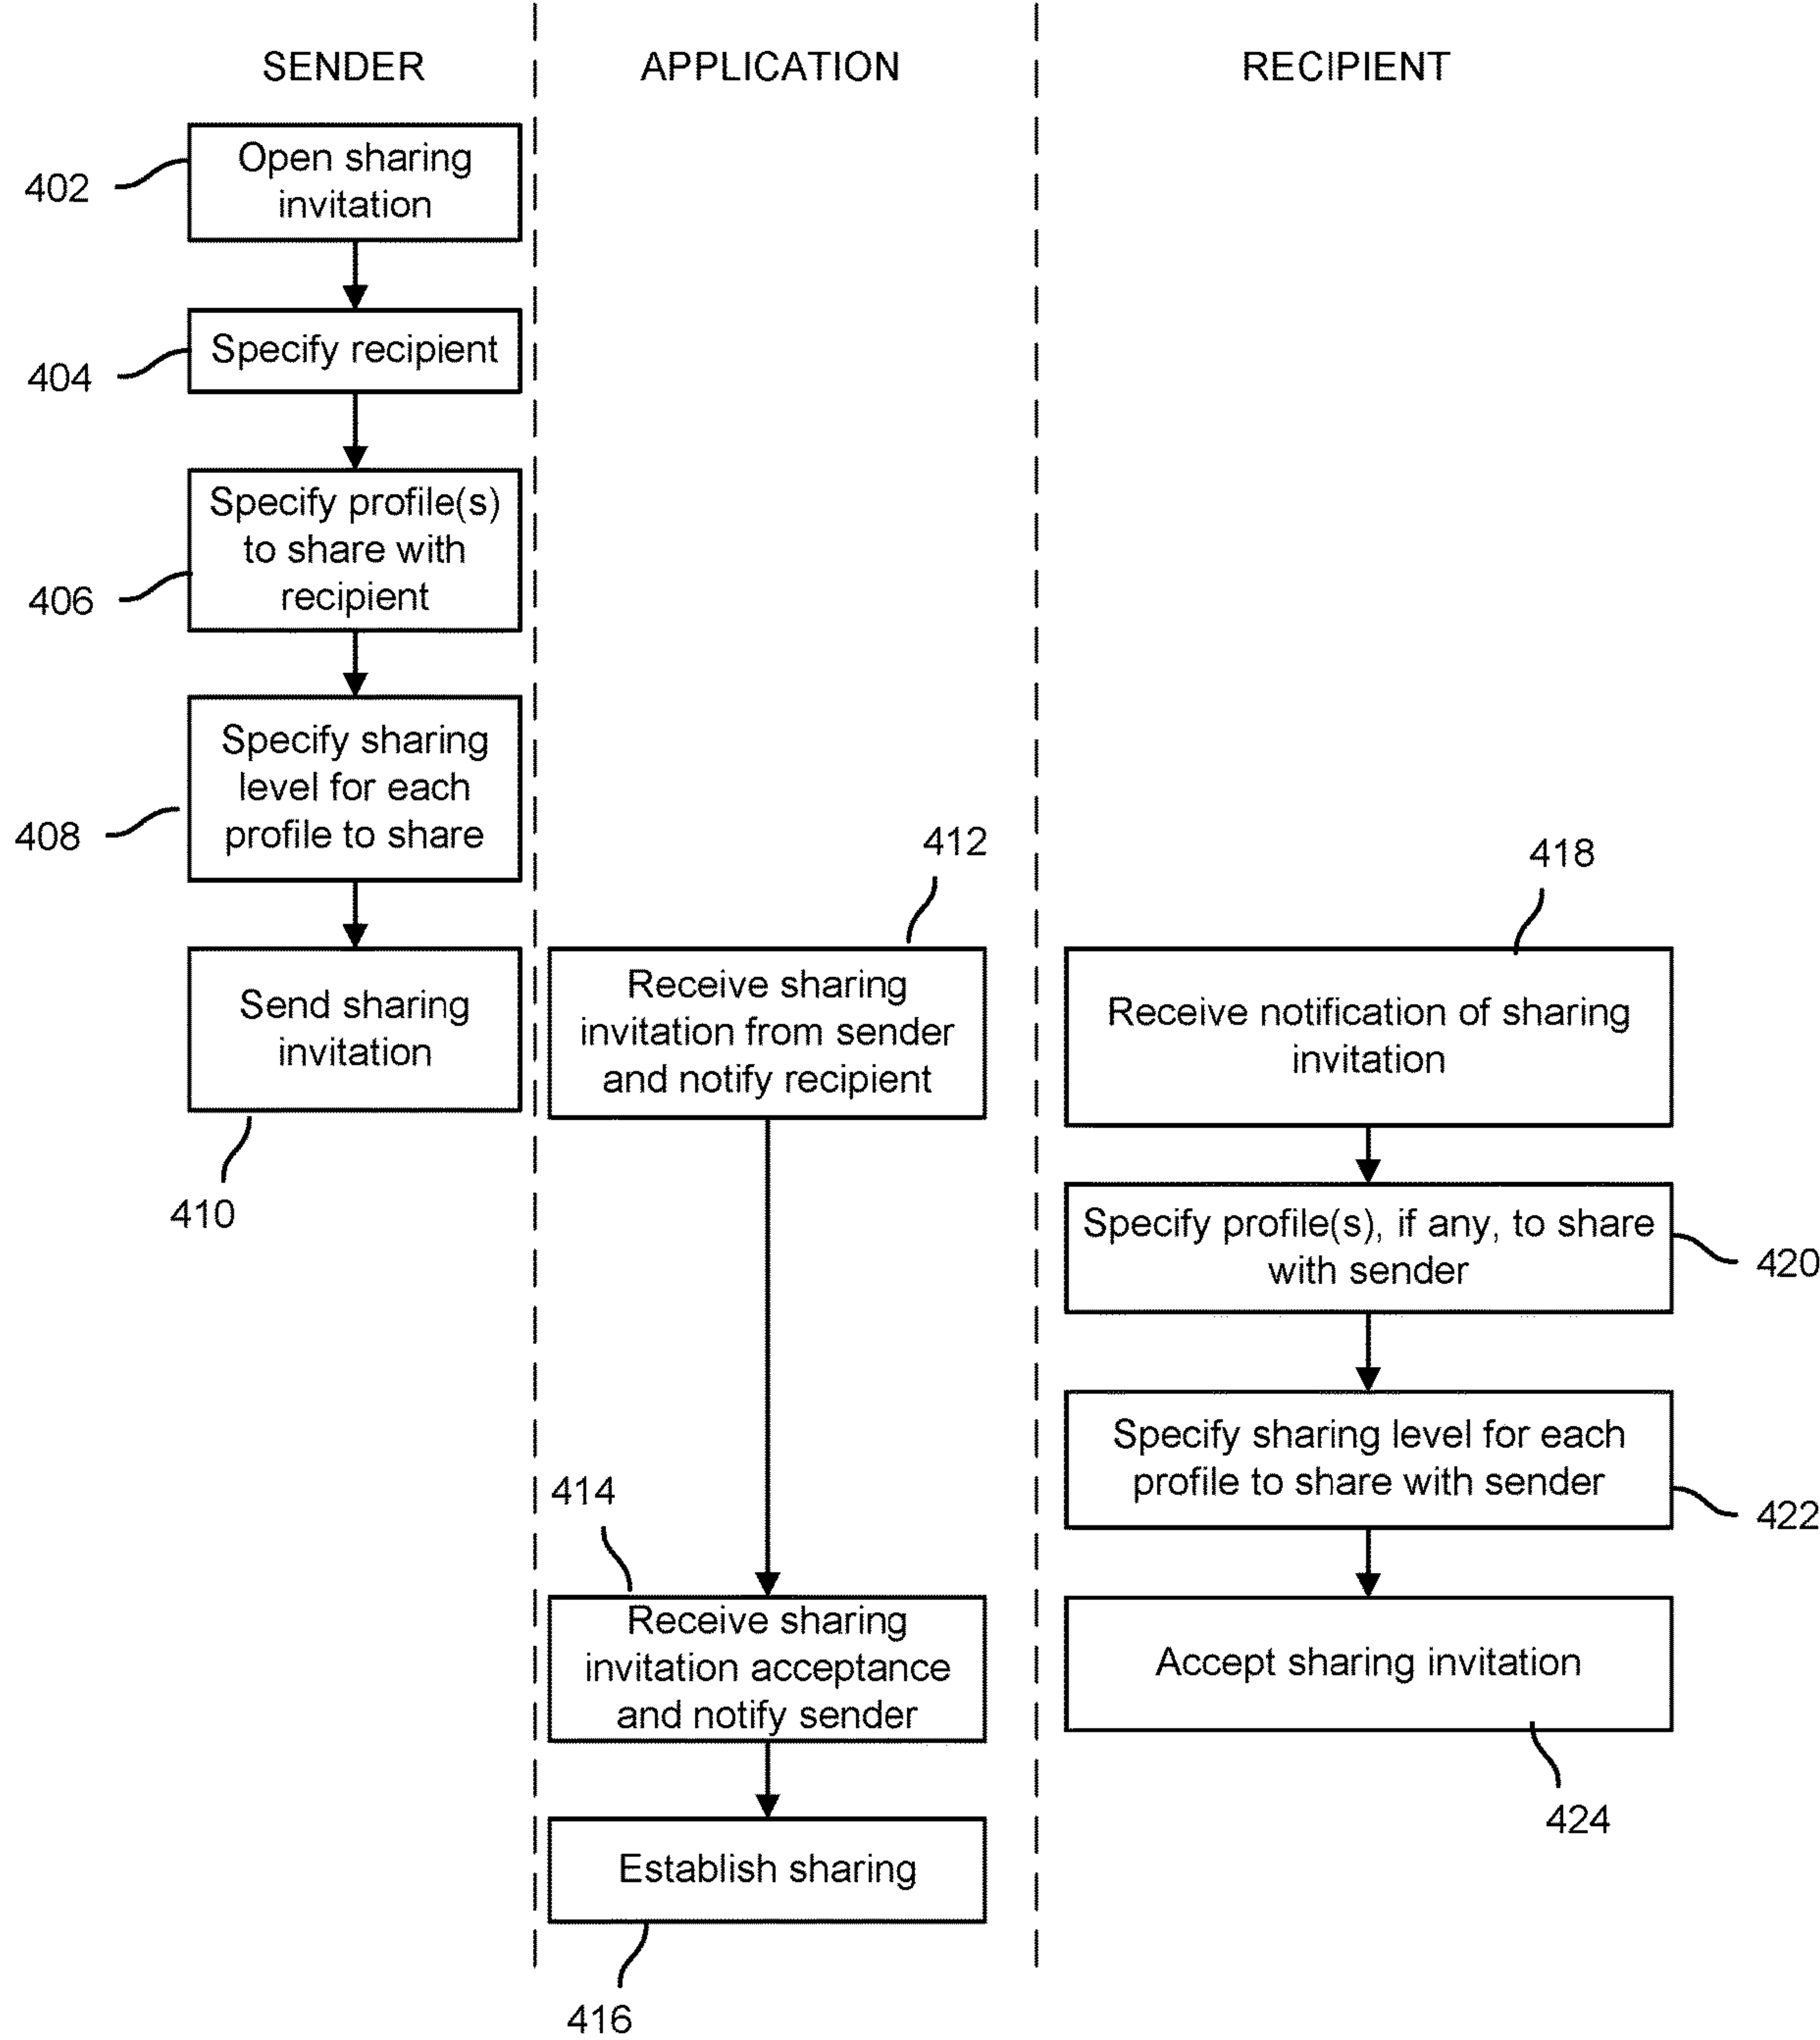 SENDER
APPLICATION
RECIPIENT
402
Open sharing
invitation
404
Specify recipient
406
Specify profile(s)
to share with
recipient
408
Specify sharing
level for each
profile to share
410
Send sharing
invitation
412
Receive sharing
invitation from sender
and notify recipient
414
Receive sharing
invitation acceptance
and notify sender
416
Establish sharing
418
Receive notification of sharing
invitation
420
Specify profile(s), if any, to share
with sender
422
Specify sharing level for each
profile to share with sender
424
Accept sharing invitation